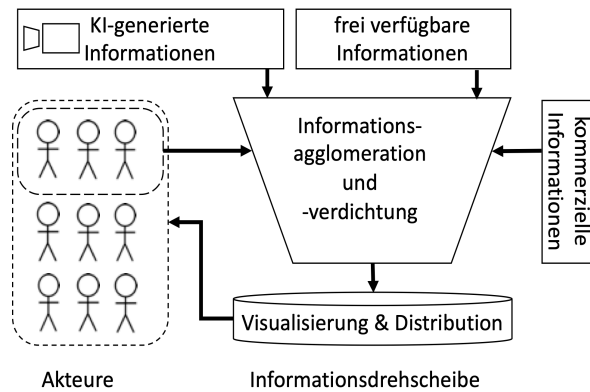 KI-generierte
Informationen
frei verfügbare
Informationen
Informations-
agglomeration
und
-verdichtung
kommerzielle
Informationen
Visualisierung & Distribution
Akteure
Informationsdrehscheibe